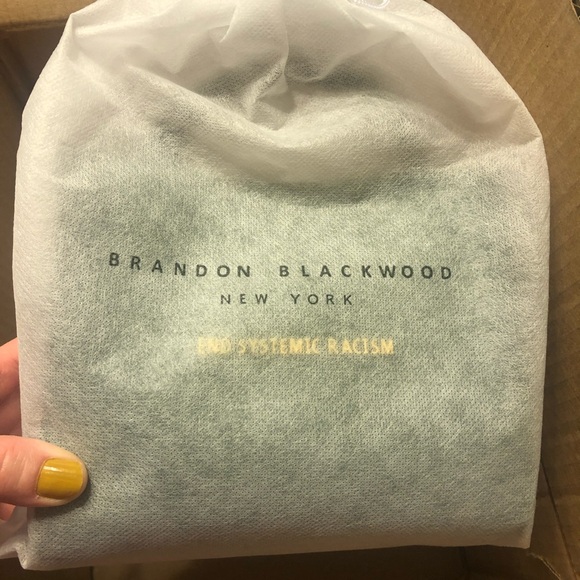 BRANDON BLACKWOOD
NEW YORK
END SYSTEMIC RACISM